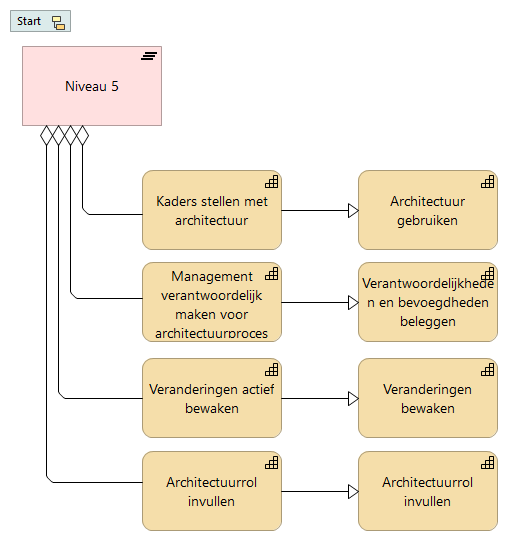 Start
Niveau 5
Kaders stellen met
architectuur
Architectuur
gebruiken
Management
verantwoordelijk
maken voor
architectuurproces
Verantwoordelijkhede
n en bevoegdheden
beleggen
Veranderingen actief
bewaken
Veranderingen
bewaken
Architectuurrol
invullen
Architectuurrol
invullen